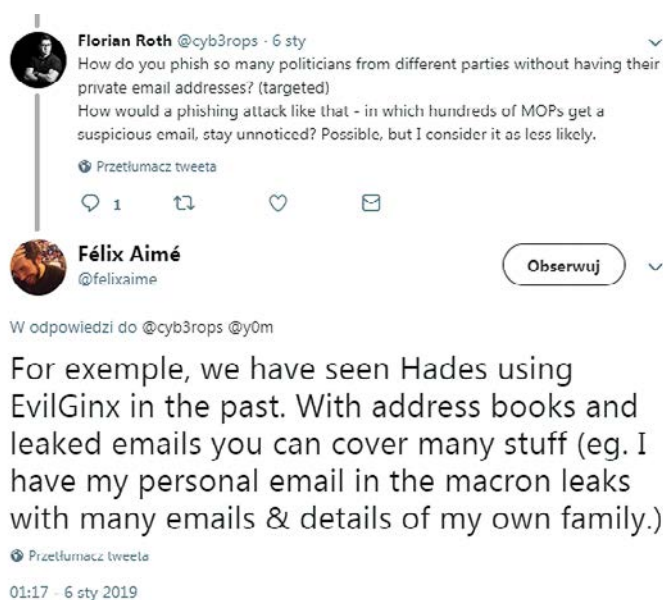 Florian Roth @cyb3rops · 6 sty
How do you phish so many politicians from different parties without having their
private email addresses? (targeted)
How would a phishing attack like that - in which hundreds of MOPs get a
suspicious email, stay unnoticed? Possible, but I consider it as less likely.
Przetłumacz tweeta
1
Félix Aimé
@felixaime
Obserwuj
W odpowiedzi do @cyb3rops @y0m
For exemple, we have seen Hades using
EvilGinx in the past. With address books and
leaked emails you can cover many stuff (eg. I
have my personal email in the macron leaks
with many emails & details of my own family.)
Przetłumacz tweeta
01:17 - 6 sty 2019